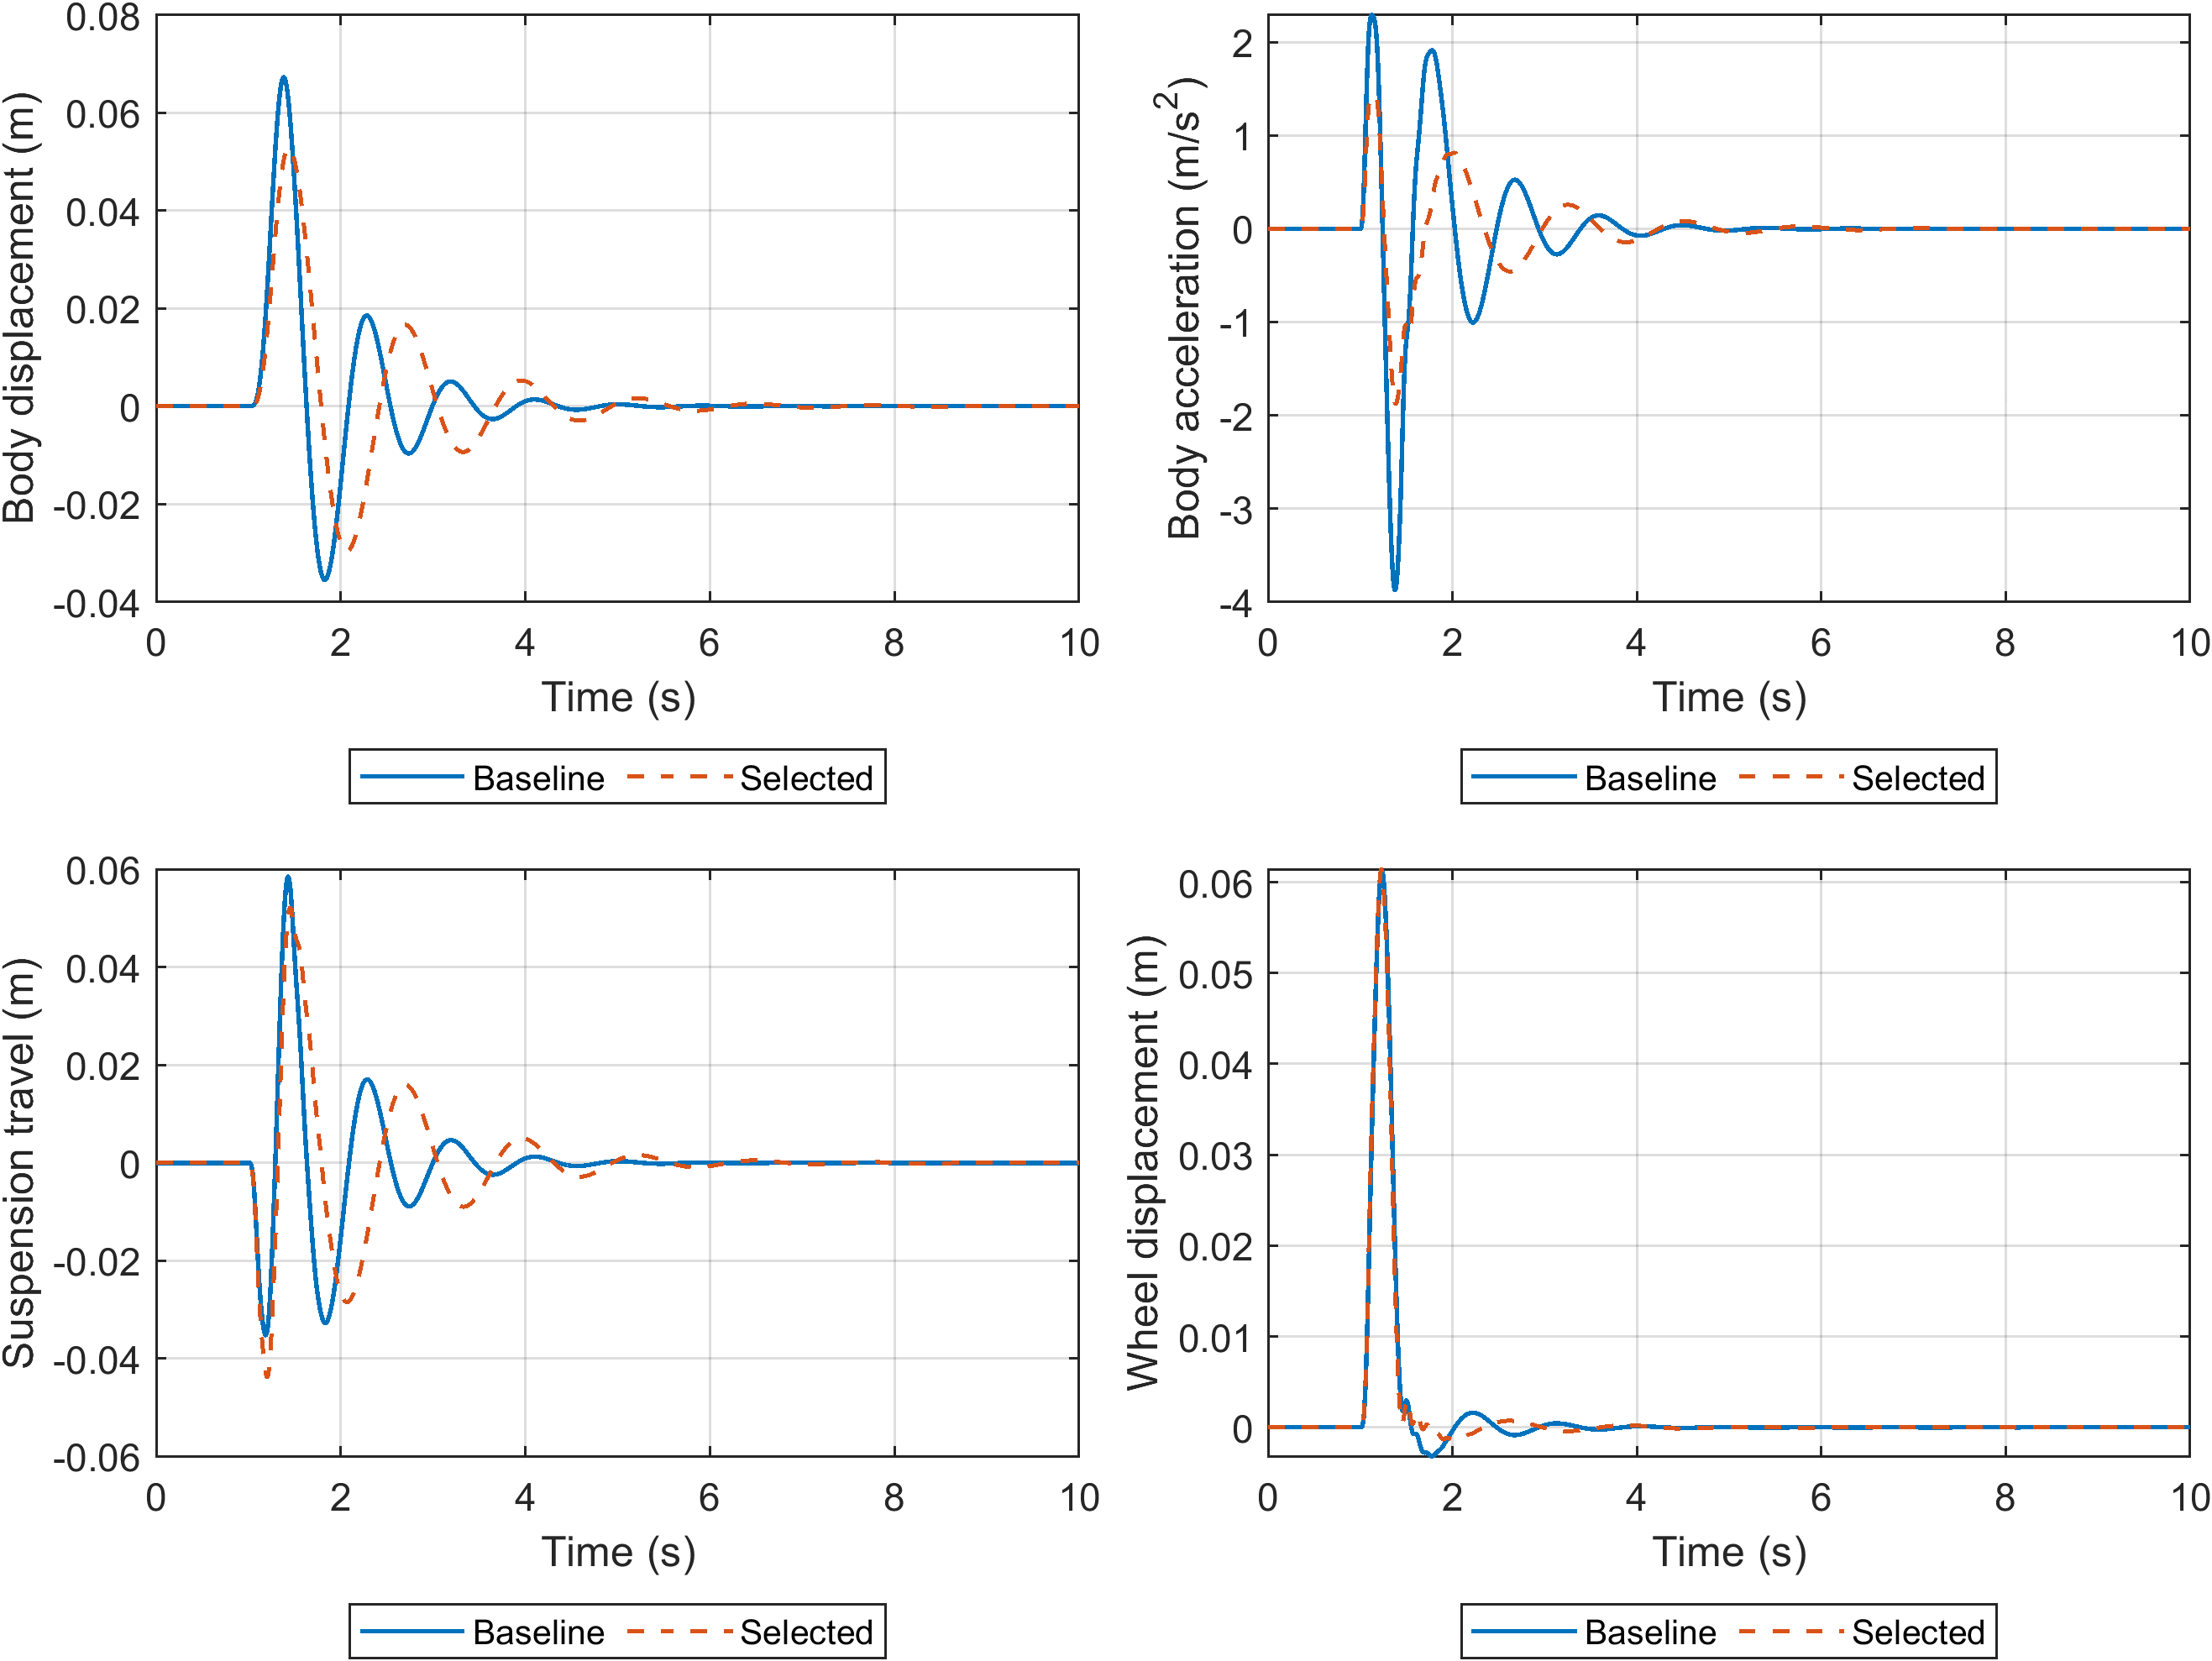 Body displacement (m)
0.08
0.06
0.04
0.02
0
-0.02
-0.04
0 2 4 6 8 10
Time (s)
Baseline Selected
Body acceleration (m/s²)
2
1
0
-1
-2
-3
-4
0 2 4 6 8 10
Time (s)
Baseline Selected
Suspension travel (m)
0.06
0.04
0.02
0
-0.02
-0.04
-0.06
0 2 4 6 8 10
Time (s)
Baseline Selected
Wheel displacement (m)
0.06
0.05
0.04
0.03
0.02
0.01
0
0 2 4 6 8 10
Time (s)
Baseline Selected